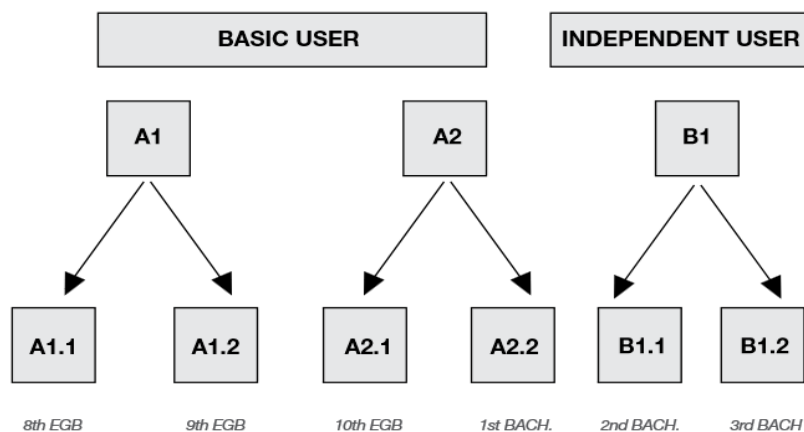 BASIC USER
INDEPENDENT USER
A1
A2
B1
A1.1
A1.2
A2.1
A2.2
B1.1
B1.2
8th EGB
9th EGB
10th EGB
1st BACH.
2nd BACH.
3rd BACH